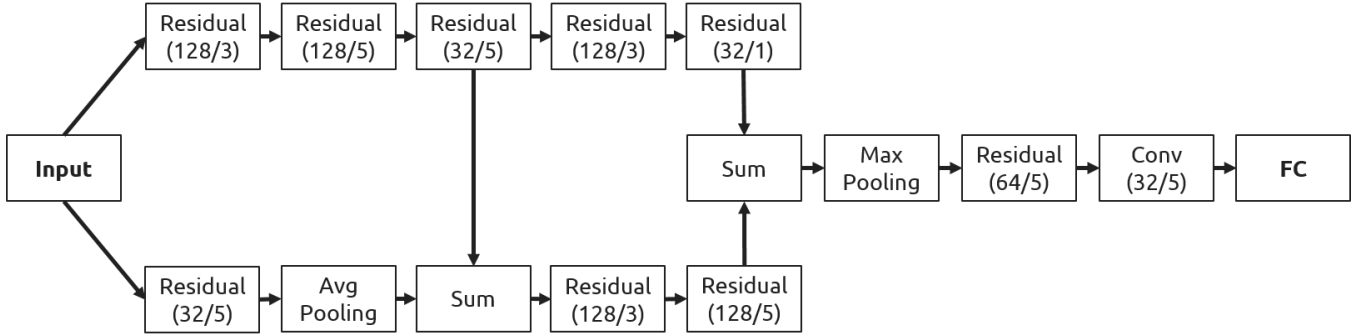 Residual
(128/3)
Residual
(128/5)
Residual
(32/5)
Residual
(128/3)
Residual
(32/1)
Input
Sum
Max
Pooling
Residual
(64/5)
Conv
(32/5)
FC
Residual
(32/5)
Avg
Pooling
Sum
Residual
(128/3)
Residual
(128/5)